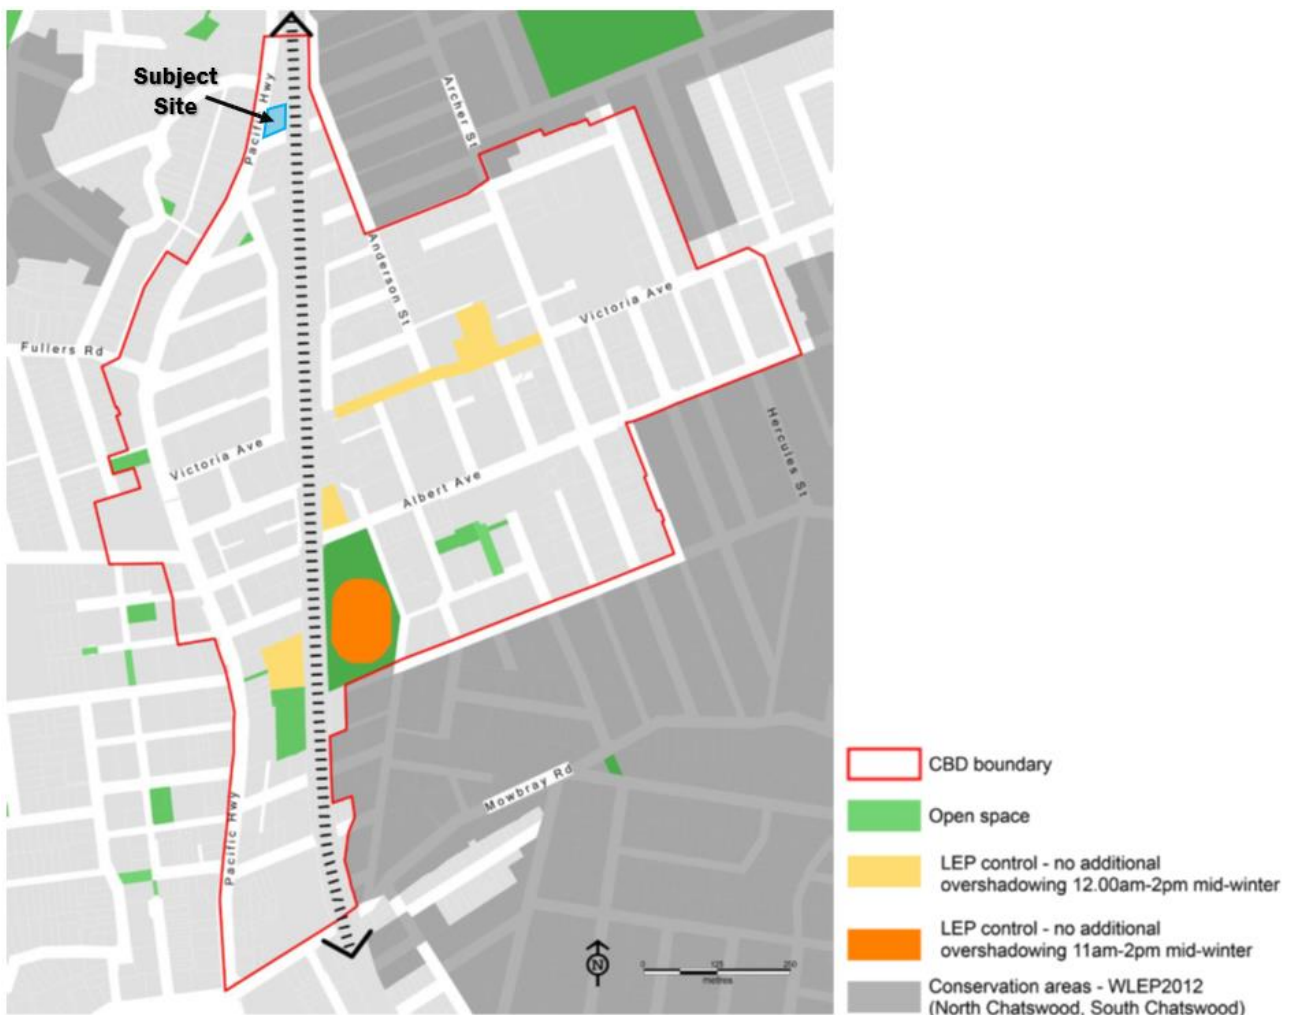 Subject
Site
Pacific Hwy
Archer St
Anderson St
Victoria Ave
Fullers Rd
Hercules St
Victoria Ave
Albert Ave
Mowbray Rd
Pacific Hwy
N
0 125 250
metres
CBD boundary
Open space
LEP control - no additional
overshadowing 12.00am-2pm mid-winter
LEP control - no additional
overshadowing 11am-2pm mid-winter
Conservation areas - WLEP2012
(North Chatswood, South Chatswood)